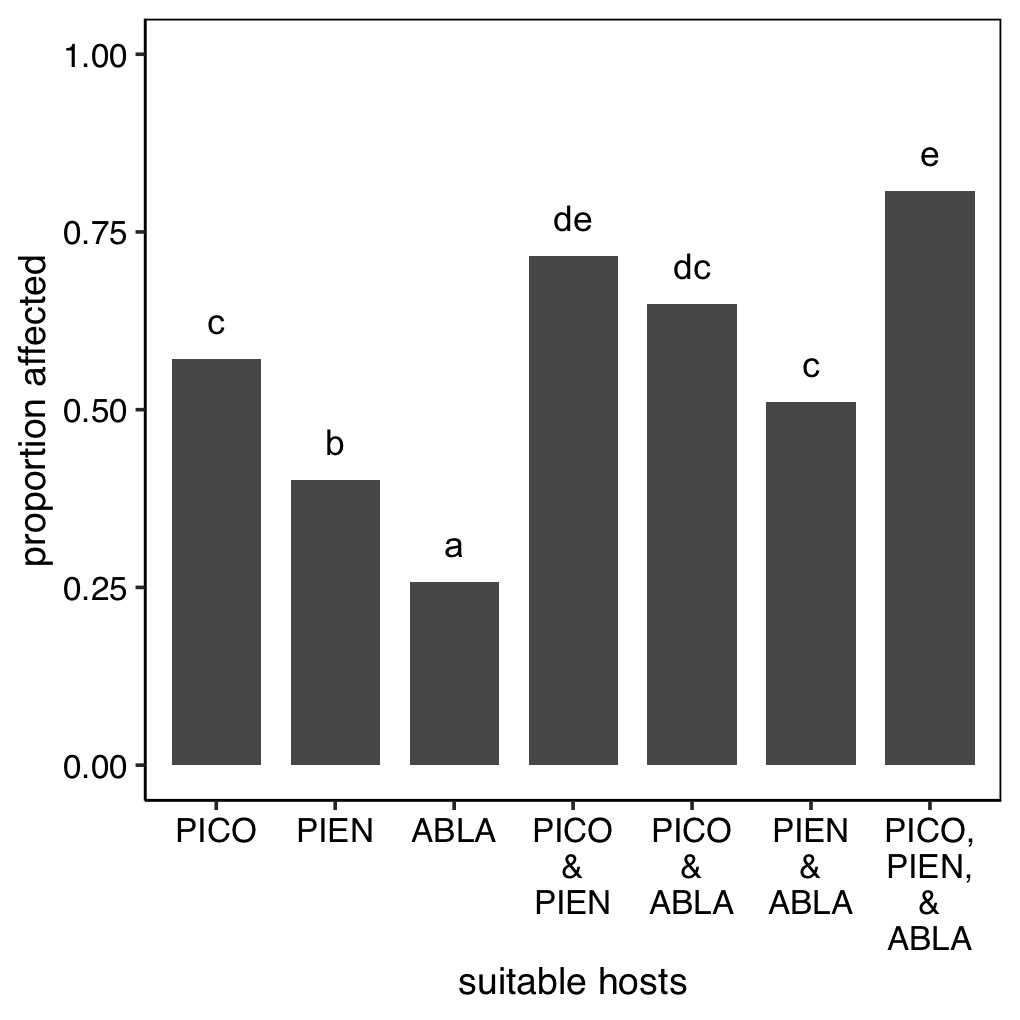 1.00
0.75
0.50
0.25
0.00
proportion affected
c
b
a
de
dc
c
e
PICO
PIEN
ABLA
PICO
&
PIEN
PICO
&
ABLA
PIEN
&
ABLA
PICO,
PIEN,
&
ABLA
suitable hosts